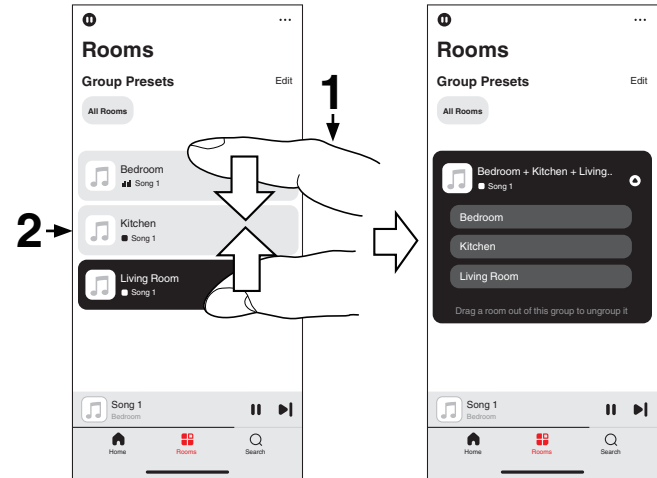 Rooms
Group Presets Edit
All Rooms
1
Bedroom
Song 1
2
Kitchen
Song 1
Living Room
Song 1
Song 1
Bedroom
Home Rooms Search
Rooms
Group Presets Edit
All Rooms
Bedroom + Kitchen + Living..
Song 1
Bedroom
Kitchen
Living Room
Drag a room out of this group to ungroup it
Song 1
Bedroom
Home Rooms Search